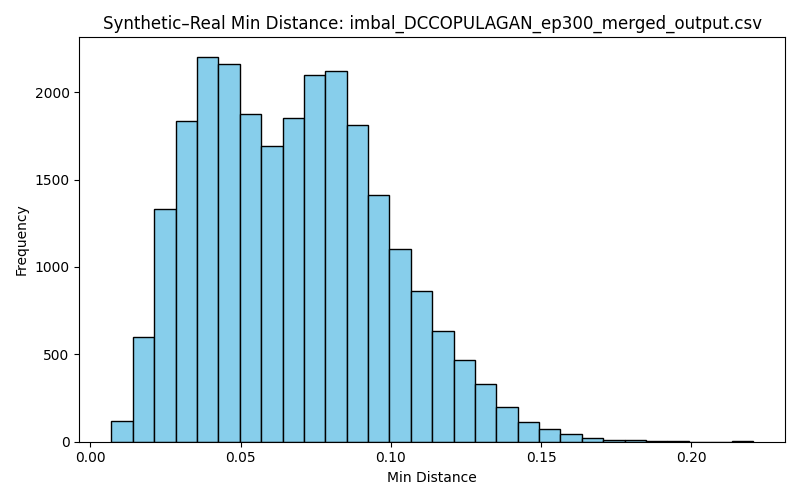 Synthetic–Real Min Distance: imbal_DCCOPULAGAN_ep300_merged_output.csv
2000
1500
1000
500
0
Frequency
0.00 0.05 0.10 0.15 0.20
Min Distance